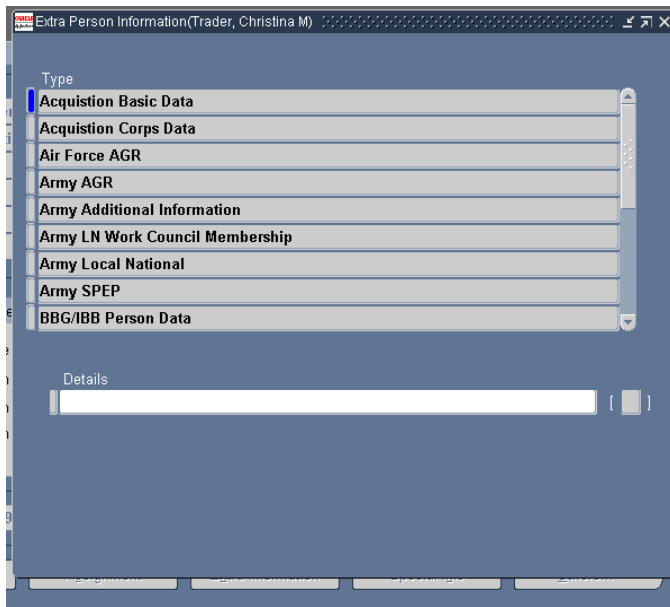 ORACLE
Extra Person Information(Trader, Christina M)
Type
Acquistion Basic Data
Acquistion Corps Data
Air Force AGR
Army AGR
Army Additional Information
Army LN Work Council Membership
Army Local National
Army SPEP
BBG/IBB Person Data
Details
[ ]